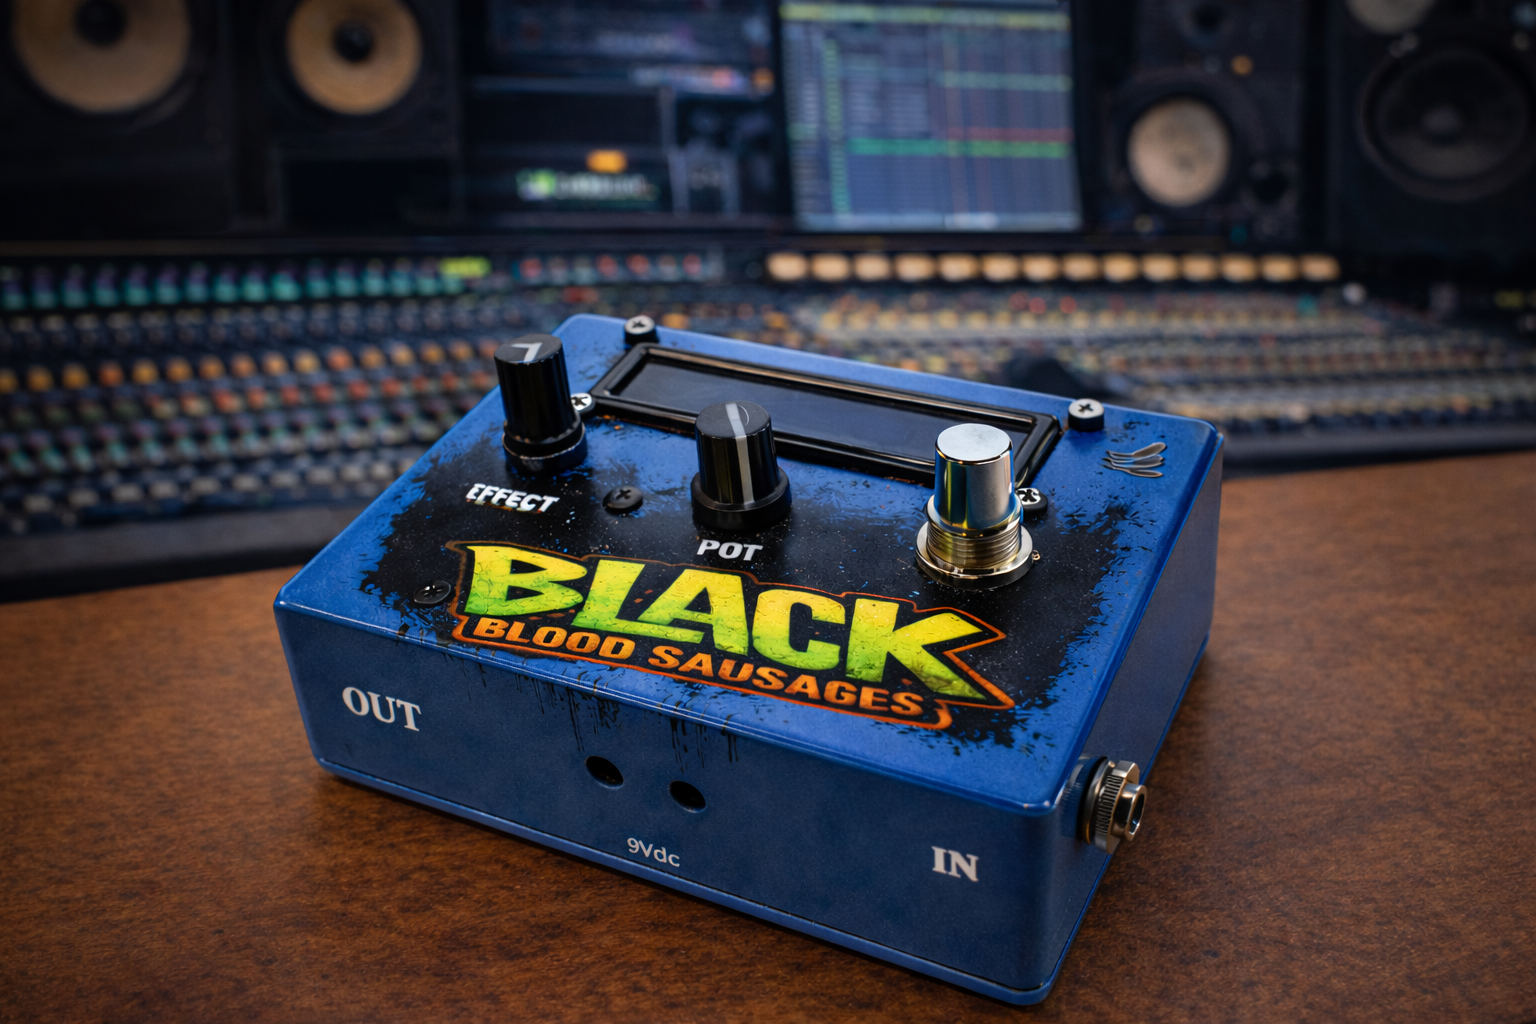 EFFECT
POT
BLACK
BLOOD SAUSAGES
OUT
9Vdc
IN